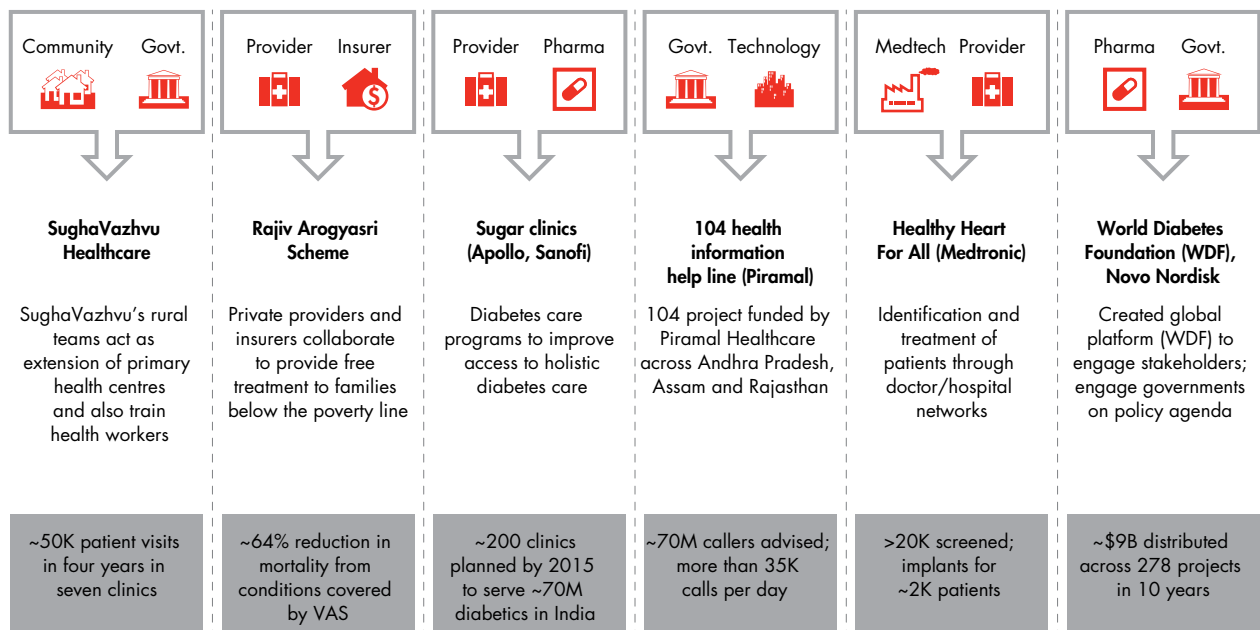 Community Govt.
SughaVazhvu
Healthcare
SughaVazhvu's rural
teams act as
extension of primary
health centres
and also train
health workers
~50K patient visits
in four years in
seven clinics
Provider Insurer
$
Rajiv Arogyasri
Scheme
Private providers and
insurers collaborate
to provide free
treatment to families
below the poverty line
~64% reduction in
mortality from
conditions covered
by VAS
Provider Pharma
Sugar clinics
(Apollo, Sanofi)
Diabetes care
programs to improve
access to holistic
diabetes care
~200 clinics
planned by 2015
to serve ~70M
diabetics in India
Govt. Technology
104 health
information
help line (Piramal)
104 project funded by
Piramal Healthcare
across Andhra Pradesh,
Assam and Rajasthan
~70M callers advised;
more than 35K
calls per day
Medtech Provider
Healthy Heart
For All (Medtronic)
Identification and
treatment of
patients through
doctor/hospital
networks
>20K screened;
implants for
~2K patients
Pharma Govt.
World Diabetes
Foundation (WDF),
Novo Nordisk
Created global
platform (WDF) to
engage stakeholders;
engage governments
on policy agenda
~$9B distributed
across 278 projects
in 10 years